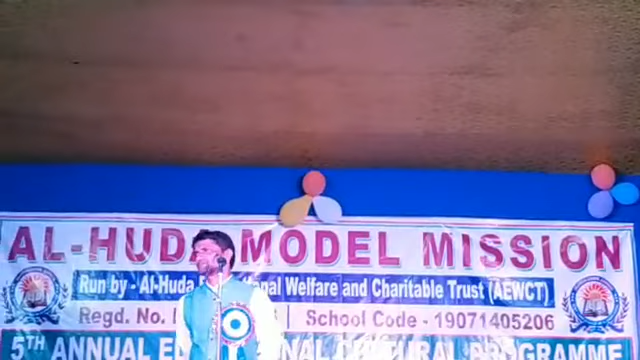 AL-HUDA MODEL MISSION
Run by - Al-Huda Welfare and Charitable Trust (AEWCT)
Regd. No. School Code - 19071405206
5TH ANNUAL PROGRAMME